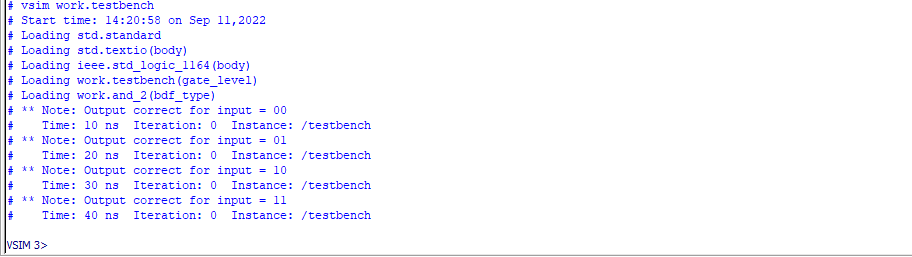 # vsim work.testbench
# Start time: 14:20:58 on Sep 11,2022
# Loading std.standard
# Loading std.textio(body)
# Loading ieee.std_logic_1164(body)
# Loading work.testbench(gate_level)
# Loading work.and_2(bdf_type)
# ** Note: Output correct for input = 00
#    Time: 10 ns  Iteration: 0  Instance: /testbench
# ** Note: Output correct for input = 01
#    Time: 20 ns  Iteration: 0  Instance: /testbench
# ** Note: Output correct for input = 10
#    Time: 30 ns  Iteration: 0  Instance: /testbench
# ** Note: Output correct for input = 11
#    Time: 40 ns  Iteration: 0  Instance: /testbench
VSIM 3>